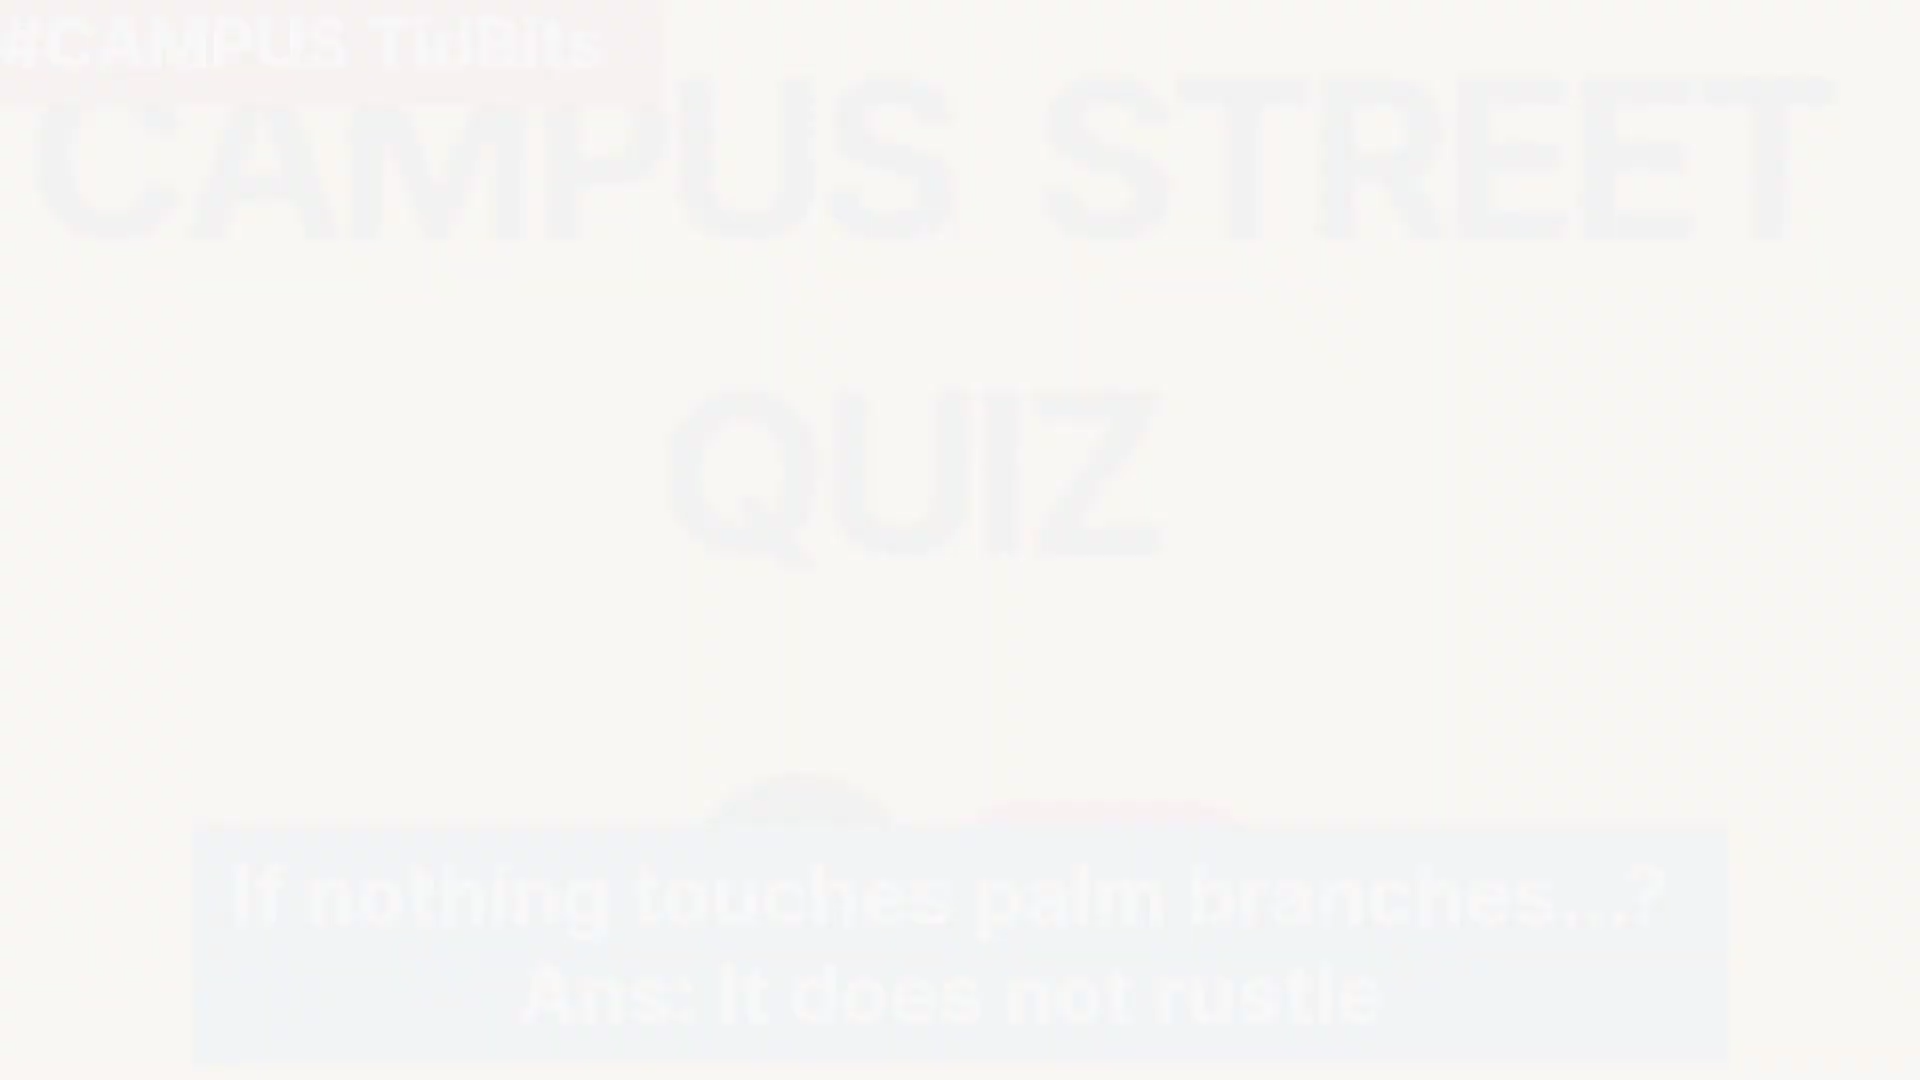 #CAMPUS TidBits
CAMPUS STREET
QUIZ
If nothing touches palm branches...?
Ans: It does not rustle